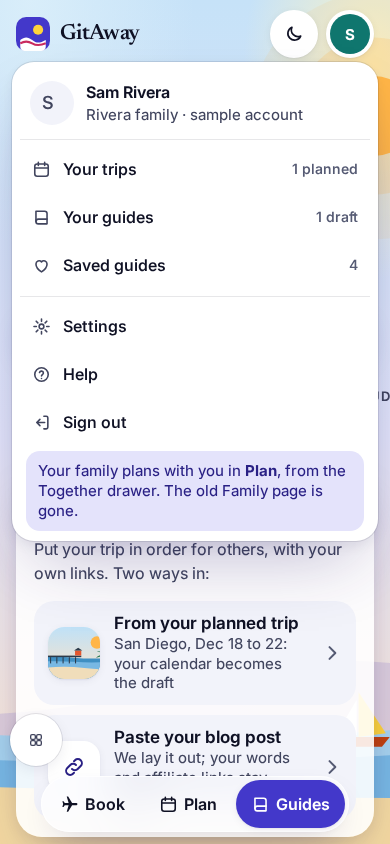 GitAway
S
S
Sam Rivera
Rivera family · sample account
Your trips
1 planned
Your guides
1 draft
Saved guides
4
Settings
Help
Sign out
Your family plans with you in Plan, from the
Together drawer. The old Family page is
gone.
Put your trip in order for others, with your
own links. Two ways in:
From your planned trip
San Diego, Dec 18 to 22:
your calendar becomes
the draft
Paste your blog post
We lay it out; your words
and affiliate links stay
Book
Plan
Guides